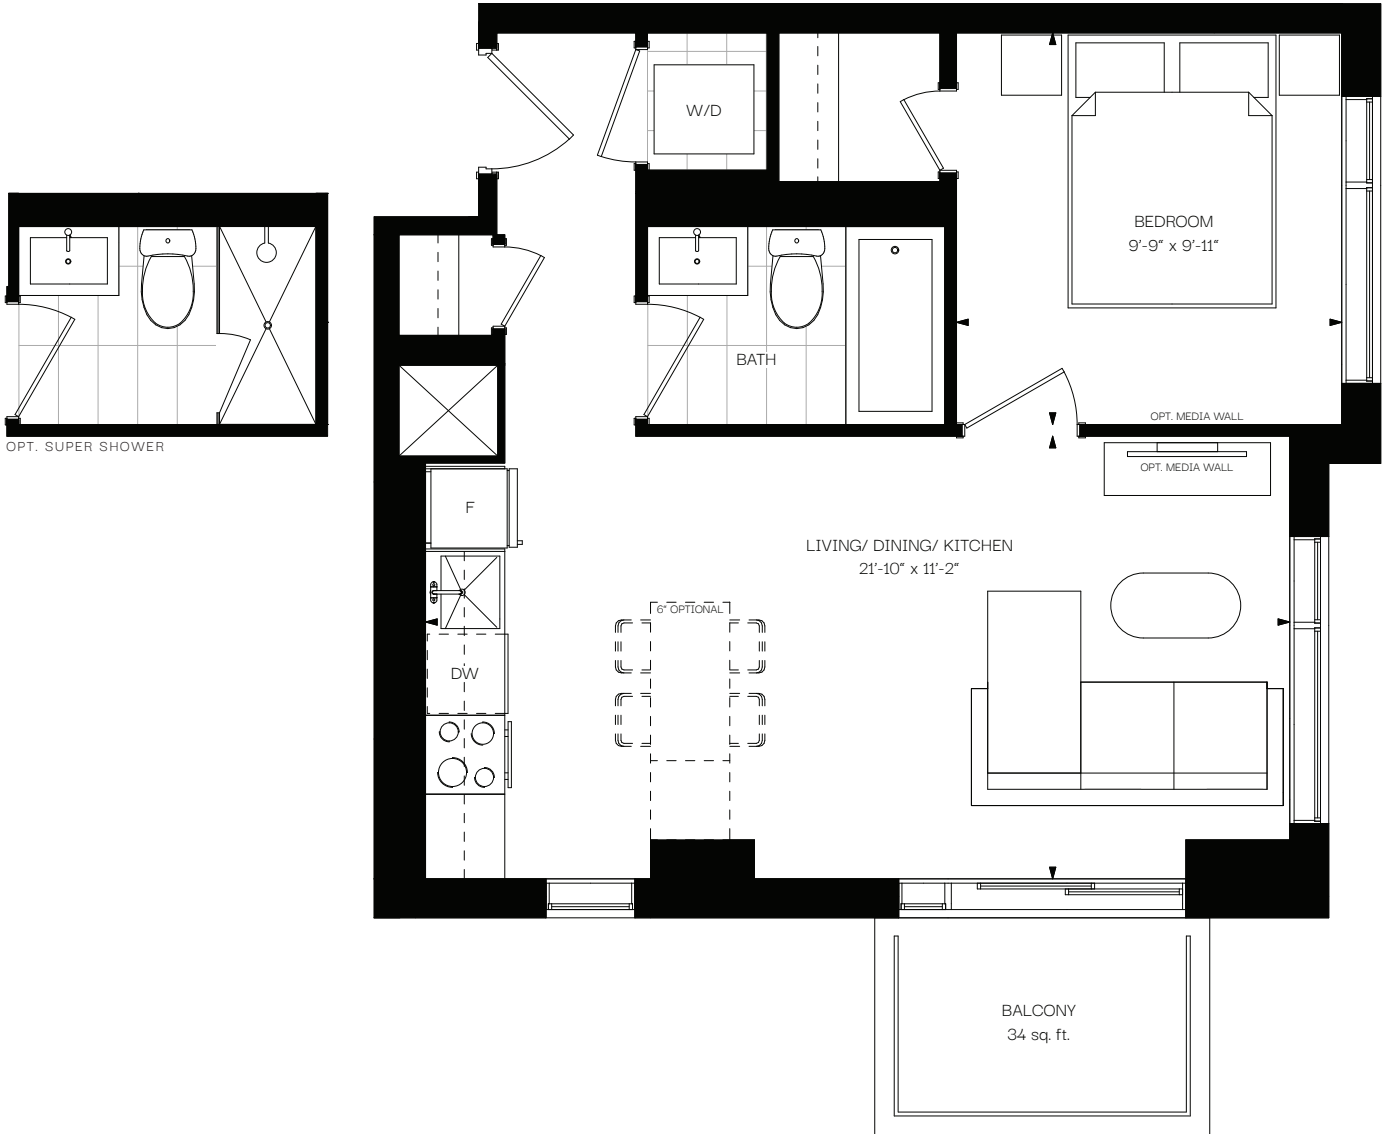 W/D
BEDROOM
9'-9" x 9'-11"
BATH
OPT. MEDIA WALL
OPT. SUPER SHOWER
OPT. MEDIA WALL
F
LIVING/ DINING/ KITCHEN
21'-10" x 11'-2"
6" OPTIONAL
DW
BALCONY
34 sq. ft.